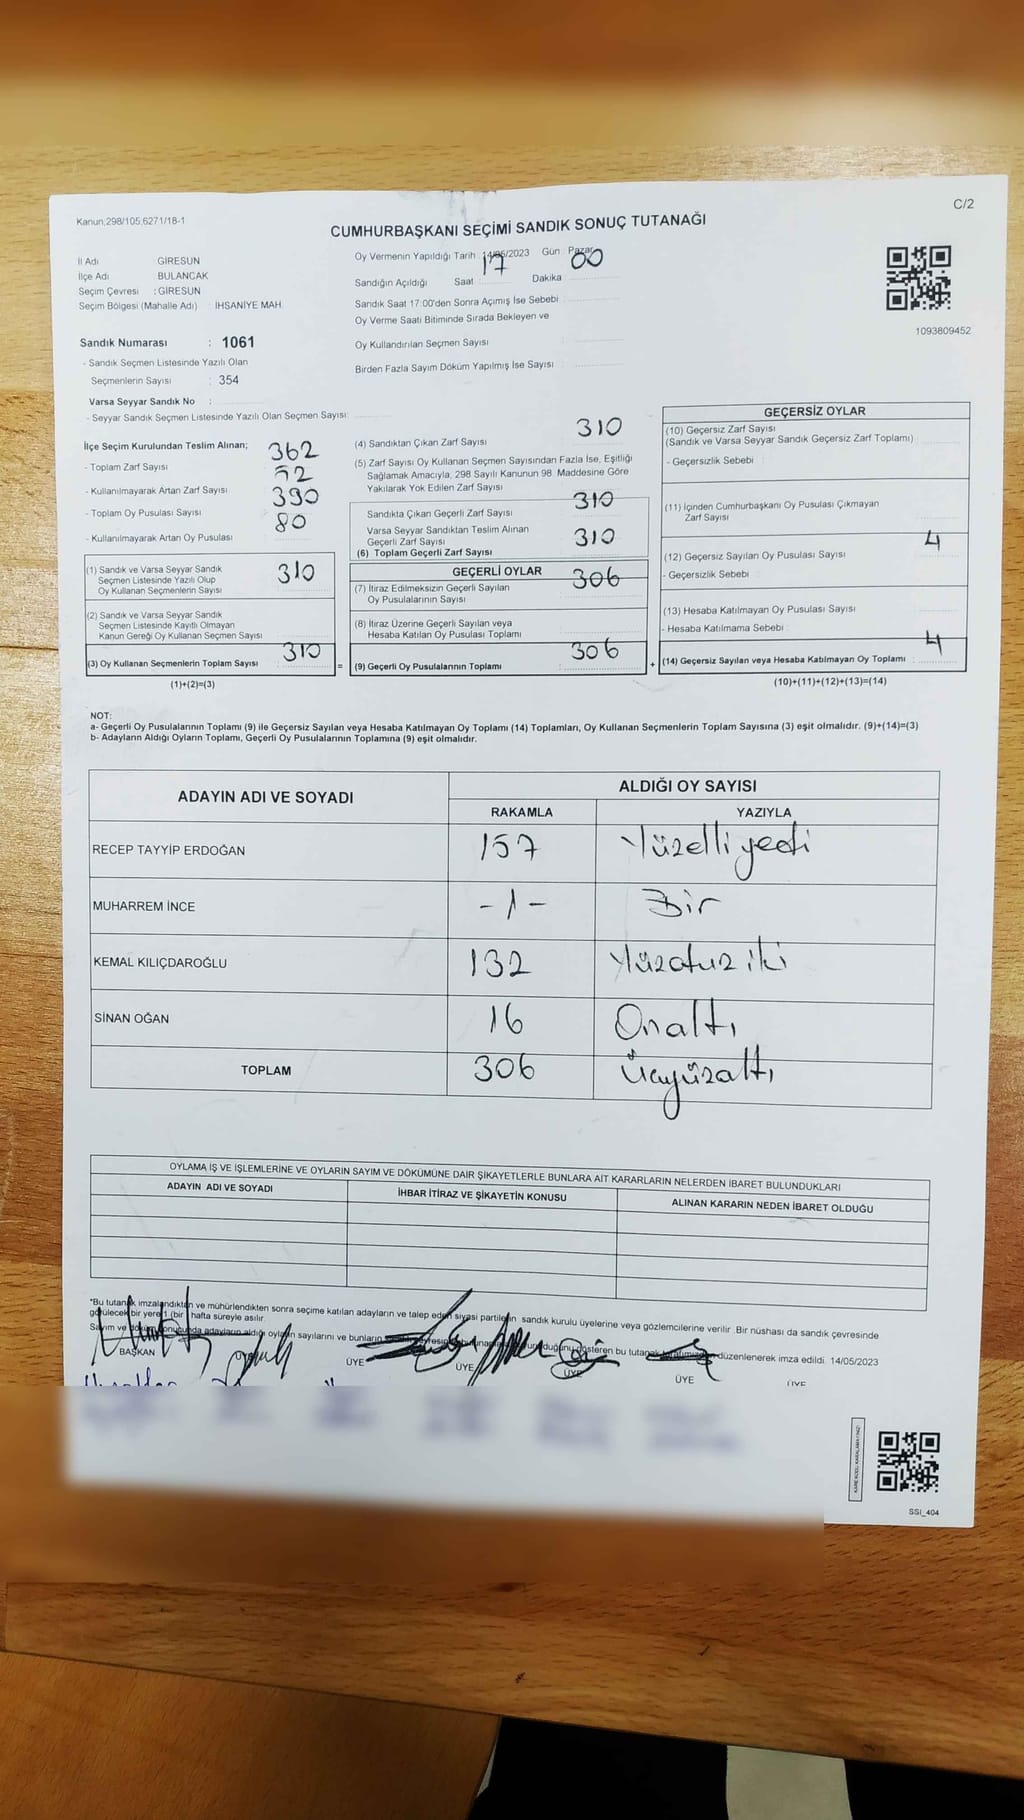 Kanun;298/105;6271/18-1
C/2
CUMHURBAŞKANI SEÇİMİ SANDIK SONUÇ TUTANAĞI
İl Adı GİRESUN
İlçe Adı BULANCAK
Seçim Çevresi : GİRESUN
Seçim Bölgesi (Mahalle Adı) : İHSANİYE MAH.
Sandık Numarası : 1061
- Sandık Seçmen Listesinde Yazılı Olan
Seçmenlerin Sayısı : 354
Varsa Seyyar Sandık No :
- Seyyar Sandık Seçmen Listesinde Yazılı Olan Seçmen Sayısı:
Oy Vermenin Yapıldığı Tarih 14/05/2023 Gün Pazar
Sandığın Açıldığı Saat 17 Dakika 00
Sandık Saat 17:00'den Sonra Açımış İse Sebebi
Oy Verme Saati Bitiminde Sırada Bekleyen ve
Oy Kullandırılan Seçmen Sayısı
Birden Fazla Sayım Döküm Yapılmış İse Sayısı
1093809452
İlçe Seçim Kurulundan Teslim Alınan;
- Toplam Zarf Sayısı 362
- Kullanılmayarak Artan Zarf Sayısı 52
- Toplam Oy Pusulası Sayısı 390
- Kullanılmayarak Artan Oy Pusulası 80
(1) Sandık ve Varsa Seyyar Sandık
Seçmen Listesinde Yazılı Olup
Oy Kullanan Seçmenlerin Sayısı 310
(2) Sandık ve Varsa Seyyar Sandık
Seçmen Listesinde Kayıtlı Olmayan
Kanun Gereği Oy Kullanan Seçmen Sayısı
(3) Oy Kullanan Seçmenlerin Toplam Sayısı 310
(1)+(2)=(3)
(4) Sandıktan Çıkan Zarf Sayısı 310
(5) Zarf Sayısı Oy Kullanan Seçmen Sayısından Fazla İse, Eşitliği
Sağlamak Amacıyla, 298 Sayılı Kanunun 98. Maddesine Göre
Yakılarak Yok Edilen Zarf Sayısı
Sandıkta Çıkan Geçerli Zarf Sayısı 310
Varsa Seyyar Sandıktan Teslim Alınan
Geçerli Zarf Sayısı
(6) Toplam Geçerli Zarf Sayısı 310
GEÇERLİ OYLAR
(7) İtiraz Edilmeksizin Geçerli Sayılan
Oy Pusulalarının Sayısı 306
(8) İtiraz Üzerine Geçerli Sayılan veya
Hesaba Katılan Oy Pusulası Toplamı
= (9) Geçerli Oy Pusulalarının Toplamı 306
GEÇERSİZ OYLAR
(10) Geçersiz Zarf Sayısı
(Sandık ve Varsa Seyyar Sandık Geçersiz Zarf Toplamı)
- Geçersizlik Sebebi
(11) İçinden Cumhurbaşkanı Oy Pusulası Çıkmayan
Zarf Sayısı
(12) Geçersiz Sayılan Oy Pusulası Sayısı 4
- Geçersizlik Sebebi
(13) Hesaba Katılmayan Oy Pusulası Sayısı
- Hesaba Katılmama Sebebi
+ (14) Geçersiz Sayılan veya Hesaba Katılmayan Oy Toplamı : 4
(10)+(11)+(12)+(13)=(14)
NOT:
a- Geçerli Oy Pusulalarının Toplamı (9) ile Geçersiz Sayılan veya Hesaba Katılmayan Oy Toplamı (14) Toplamları, Oy Kullanan Seçmenlerin Toplam Sayısına (3) eşit olmalıdır. (9)+(14)=(3)
b- Adayların Aldığı Oyların Toplamı, Geçerli Oy Pusulalarının Toplamına (9) eşit olmalıdır.
ADAYIN ADI VE SOYADI ALDIĞI OY SAYISI
RAKAMLA YAZIYLA
RECEP TAYYİP ERDOĞAN 157 Yüzelli yedi
MUHARREM İNCE -1- Bir
KEMAL KILIÇDAROĞLU 132 Yüzotuz iki
SİNAN OĞAN 16 Onaltı
TOPLAM 306 Üçyüzaltı
OYLAMA İŞ VE İŞLEMLERİNE VE OYLARIN SAYIM VE DÖKÜMÜNE DAİR ŞİKAYETLERLE BUNLARA AİT KARARLARIN NELERDEN İBARET BULUNDUKLARI
ADAYIN ADI VE SOYADI İHBAR İTİRAZ VE ŞİKAYETİN KONUSU ALINAN KARARIN NEDEN İBARET OLDUĞU
*Bu tutanak imzalandıktan ve mühürlendikten sonra seçime katılan adayların ve talep eden siyasi partilerin sandık kurulu üyelerine veya gözlemcilerine verilir. Bir nüshası da sandık çevresinde
görülecek bir yere 1 (bir) hafta süreyle asılır.
Sayım ve döküm sonucunda adayların aldığı oyların sayılarını ve bunların olduğunu gösteren bu tutanak düzenlenerek imza edildi. 14/05/2023
BAŞKAN ÜYE ÜYE ÜYE ÜYE ÜYE
SSI_404